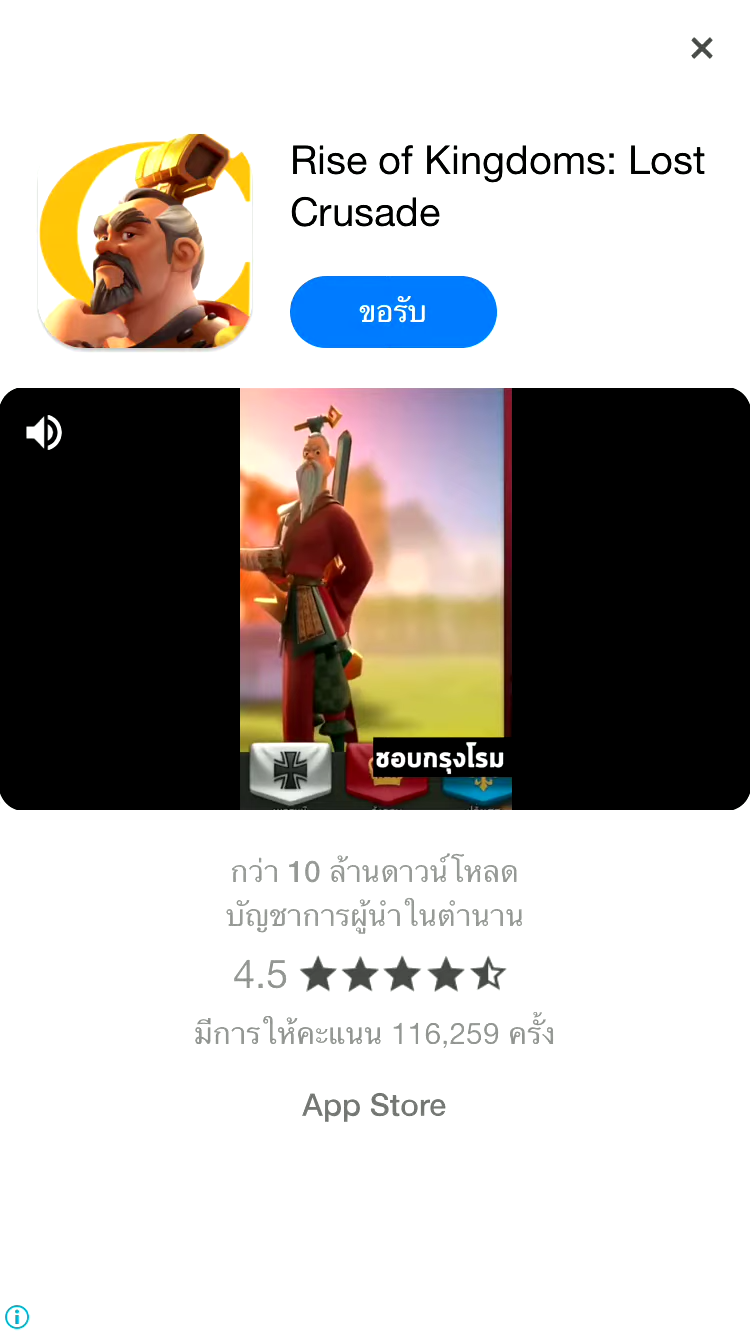 Rise of Kingdoms: Lost
Crusade
ขอรับ
ชอบกรุงโรม
กว่า 10 ล้านดาวน์โหลด
บัญชาการผู้นำในตำนาน
4.5
มีการให้คะแนน 116,259 ครั้ง
App Store